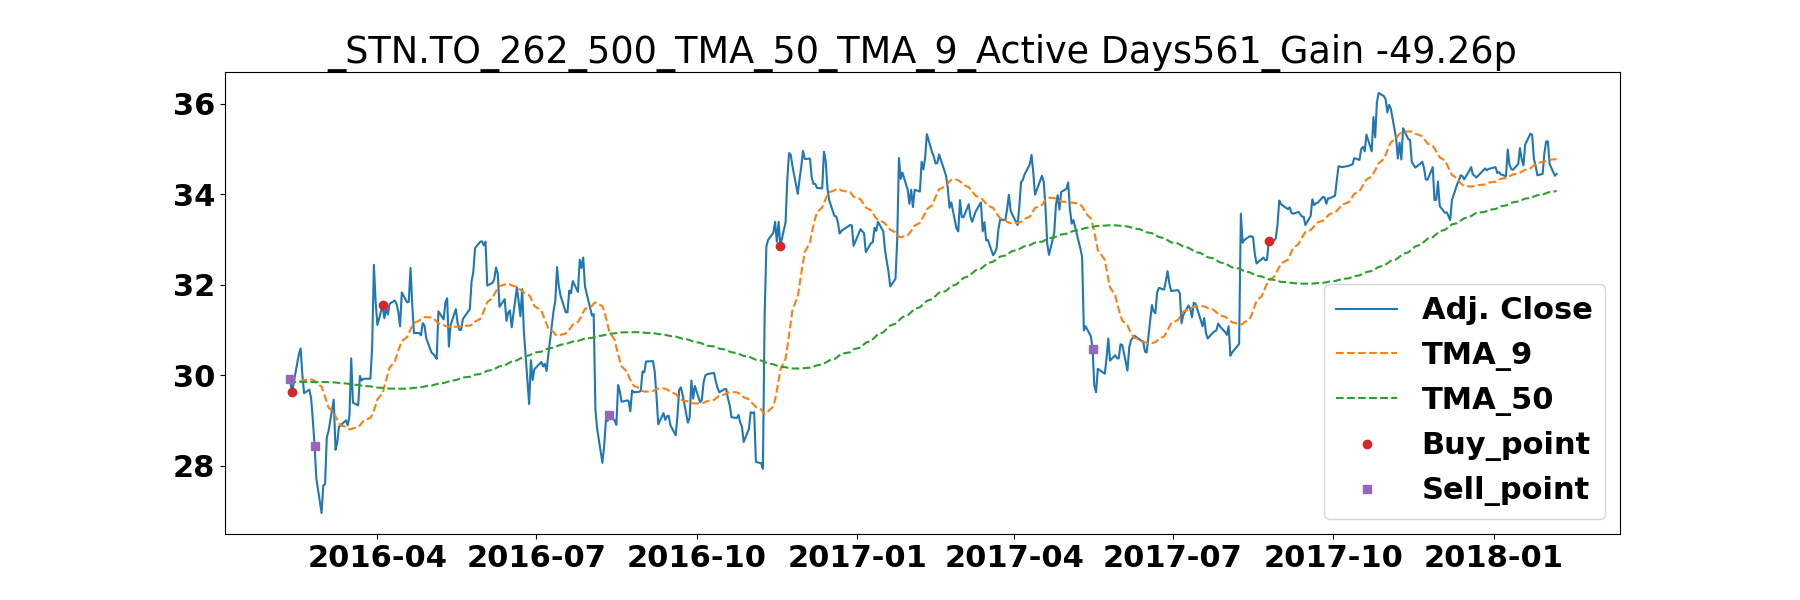 _STN.TO_262_500_TMA_50_TMA_9_Active Days561_Gain -49.26p
36
34
32
30
28
2016-04 2016-07 2016-10 2017-01 2017-04 2017-07 2017-10 2018-01
Adj. Close
TMA_9
TMA_50
Buy_point
Sell_point